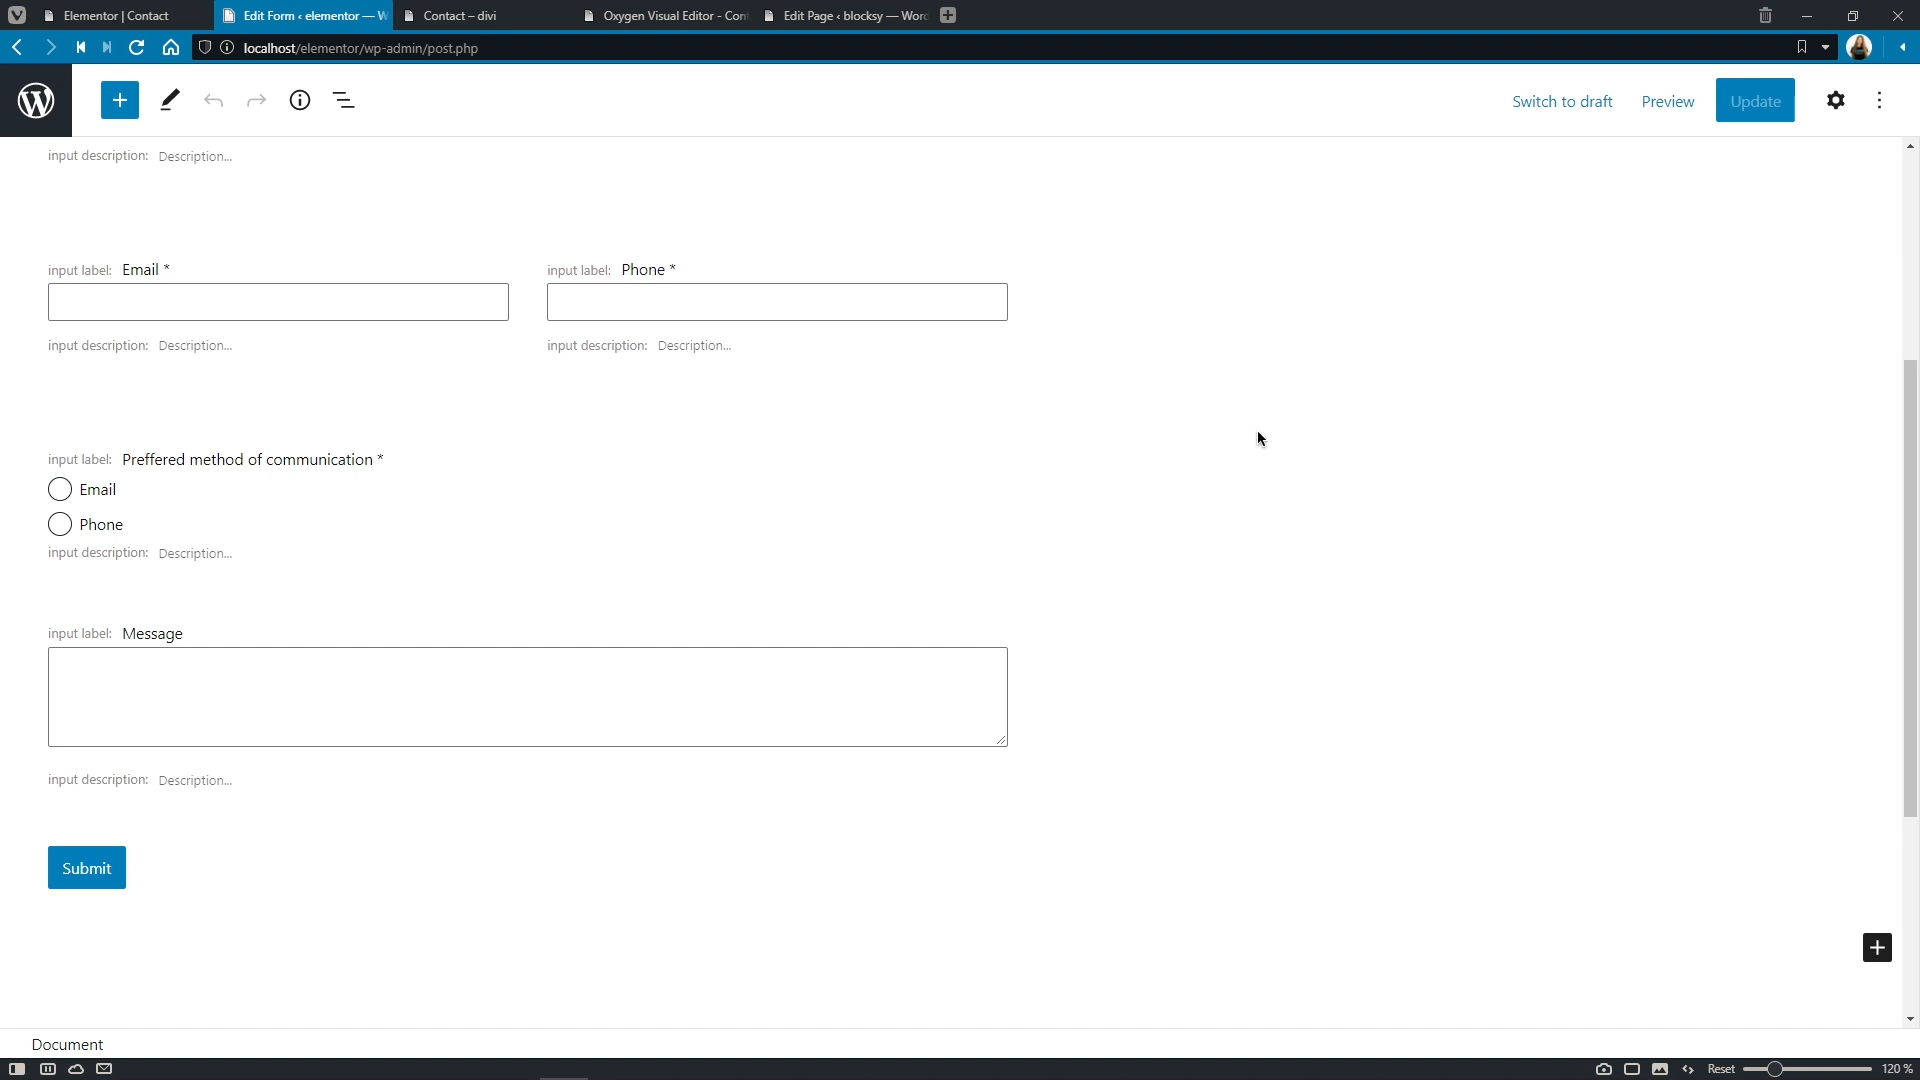 Elementor | Contact
Edit Form ‹ elementor — W
Contact – divi
Oxygen Visual Editor - Con
Edit Page ‹ blocksy — Word
localhost/elementor/wp-admin/post.php
Switch to draft
Preview
Update
input description: Description...
input label: Email *
input label: Phone *
input description: Description...
input description: Description...
input label: Preffered method of communication *
Email
Phone
input description: Description...
input label: Message
input description: Description...
Submit
Document
Reset
120 %